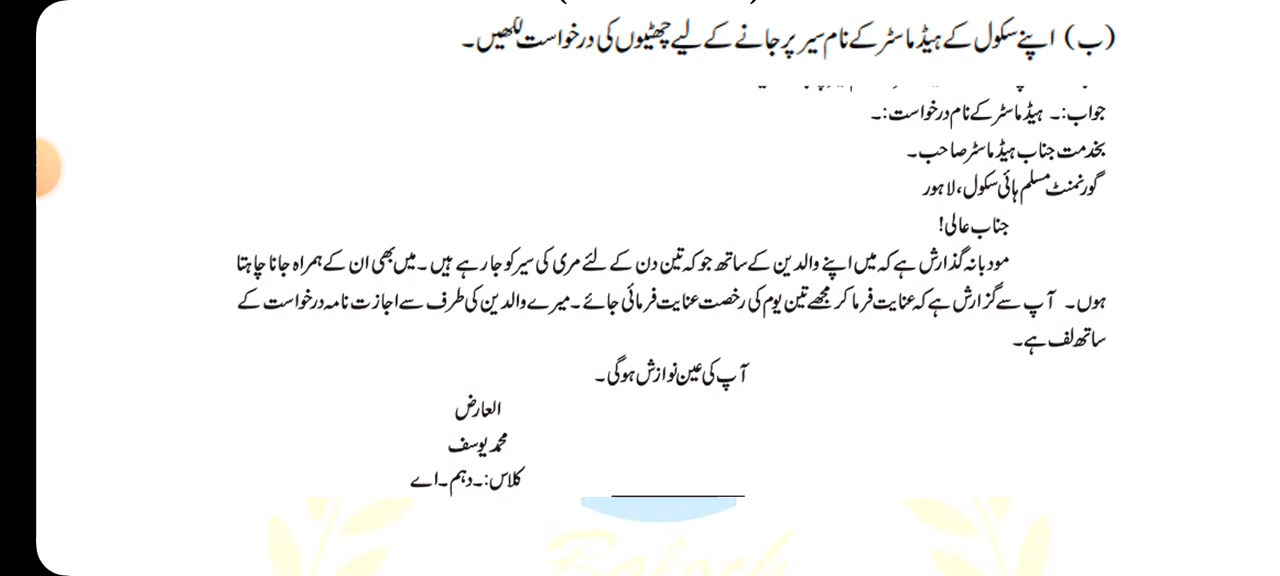 (ب) اپنے سکول کے ہیڈ ماسٹر کے نام سیر پر جانے کے لیے چھٹیوں کی درخواست لکھیں۔
جواب:۔ ہیڈ ماسٹر کے نام درخواست:۔
بخدمت جناب ہیڈ ماسٹر صاحب۔
گورنمنٹ مسلم ہائی سکول، لاہور
جناب عالی!
مودبانہ گذارش ہے کہ میں اپنے والدین کے ساتھ جو کہ تین دن کے لئے مری کی سیر کو جا رہے ہیں۔ میں بھی ان کے ہمراہ جانا چاہتا
ہوں۔ آپ سے گزارش ہے کہ عنایت فرما کر مجھے تین یوم کی رخصت عنایت فرمائی جائے۔ میرے والدین کی طرف سے اجازت نامہ درخواست کے
ساتھ لف ہے۔
آپ کی عین نوازش ہوگی۔
العارض
محمد یوسف
کلاس:۔ دہم۔ اے
Baloch